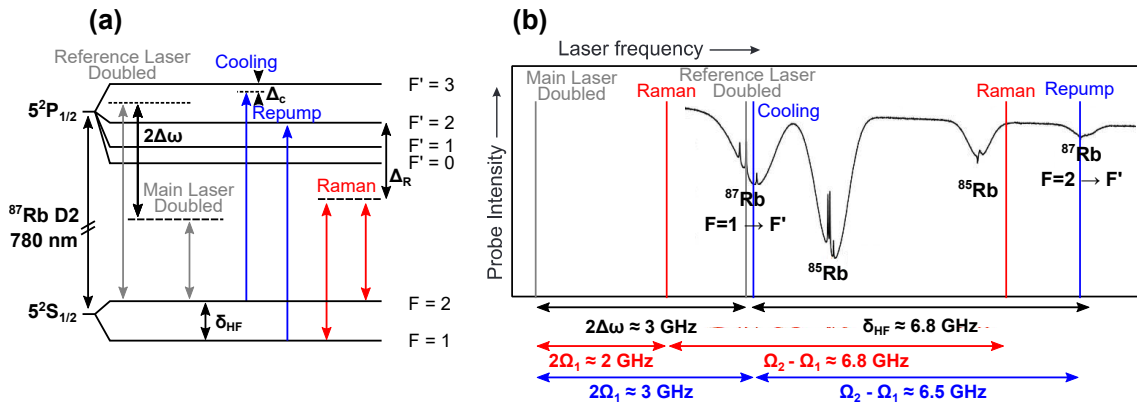 (a)
Reference Laser
Doubled
Cooling
Δc
F' = 3
5²P1/2
Repump
F' = 2
2Δω
F' = 1
F' = 0
Main Laser
Doubled
Raman
ΔR
⁸⁷Rb D2
780 nm
F = 2
5²S1/2
δHF
F = 1
(b)
Laser frequency
Main Laser
Doubled
Raman
Reference Laser
Doubled
Cooling
Raman
Repump
Probe Intensity
⁸⁷Rb
F=1 → F'
⁸⁵Rb
⁸⁵Rb
⁸⁷Rb
F=2 → F'
2Δω ≈ 3 GHz
δHF ≈ 6.8 GHz
2Ω₁ ≈ 2 GHz
Ω₂ - Ω₁ ≈ 6.8 GHz
2Ω₁ ≈ 3 GHz
Ω₂ - Ω₁ ≈ 6.5 GHz